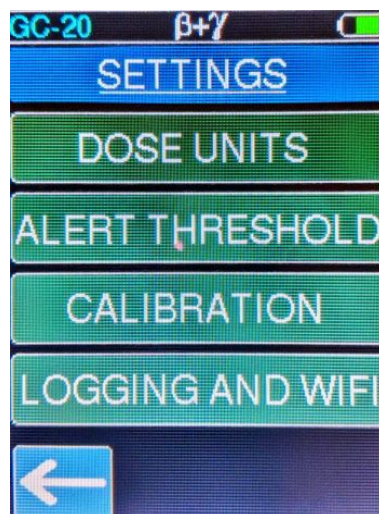 GC-20 β+γ
SETTINGS
DOSE UNITS
ALERT THRESHOLD
CALIBRATION
LOGGING AND WIFI